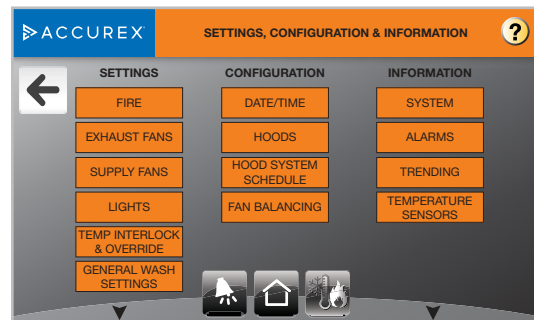 ACCUREX
SETTINGS, CONFIGURATION & INFORMATION
?
SETTINGS
FIRE
EXHAUST FANS
SUPPLY FANS
LIGHTS
TEMP INTERLOCK
& OVERRIDE
GENERAL WASH
SETTINGS
CONFIGURATION
DATE/TIME
HOODS
HOOD SYSTEM
SCHEDULE
FAN BALANCING
INFORMATION
SYSTEM
ALARMS
TRENDING
TEMPERATURE
SENSORS